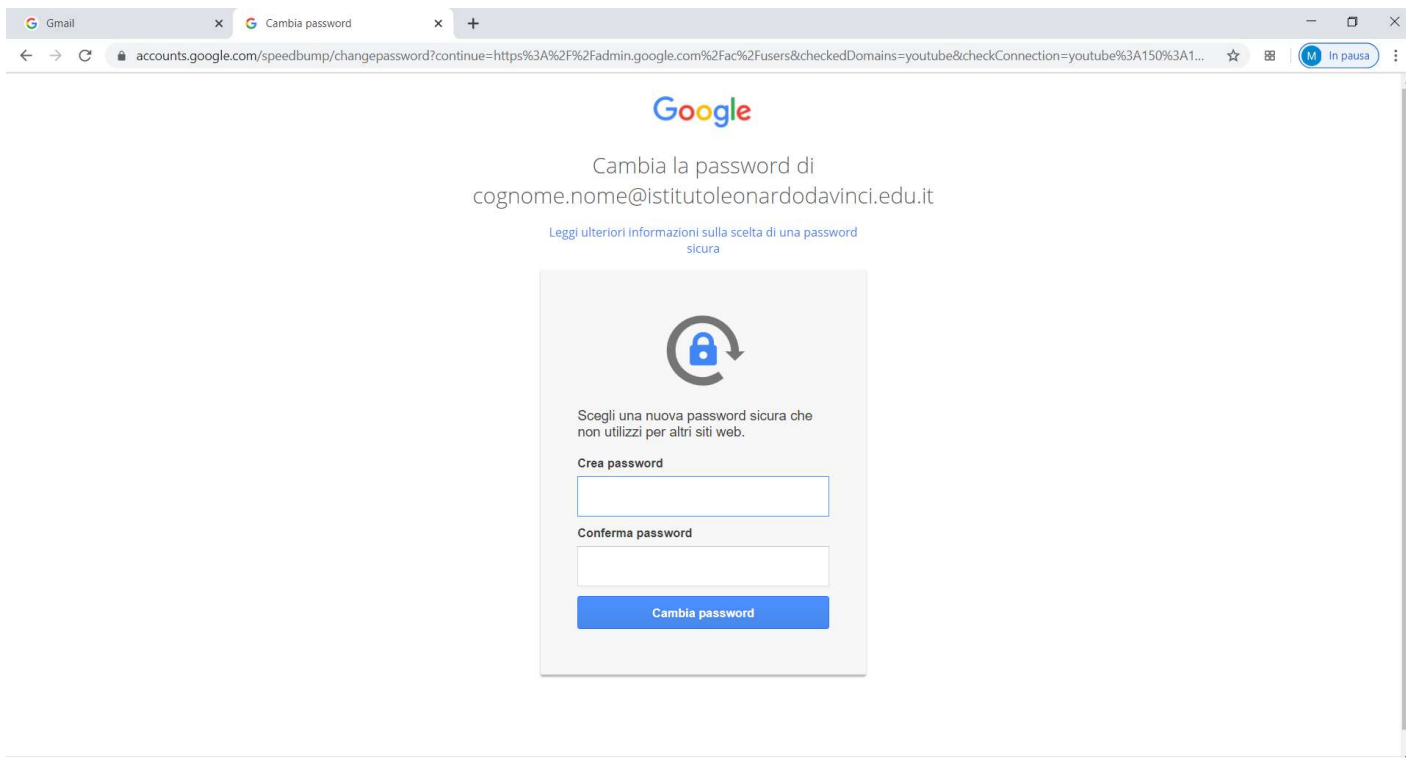 Gmail
Cambia password
accounts.google.com/speedbump/changepassword?continue=https%3A%2F%2Fadmin.google.com%2Fac%2Fusers&checkedDomains=youtube&checkConnection=youtube%3A150%3A1...
M In pausa
Google
Cambia la password di
cognome.nome@istitutoleonardodavinci.edu.it
Leggi ulteriori informazioni sulla scelta di una password
sicura
Scegli una nuova password sicura che
non utilizzi per altri siti web.
Crea password
Conferma password
Cambia password